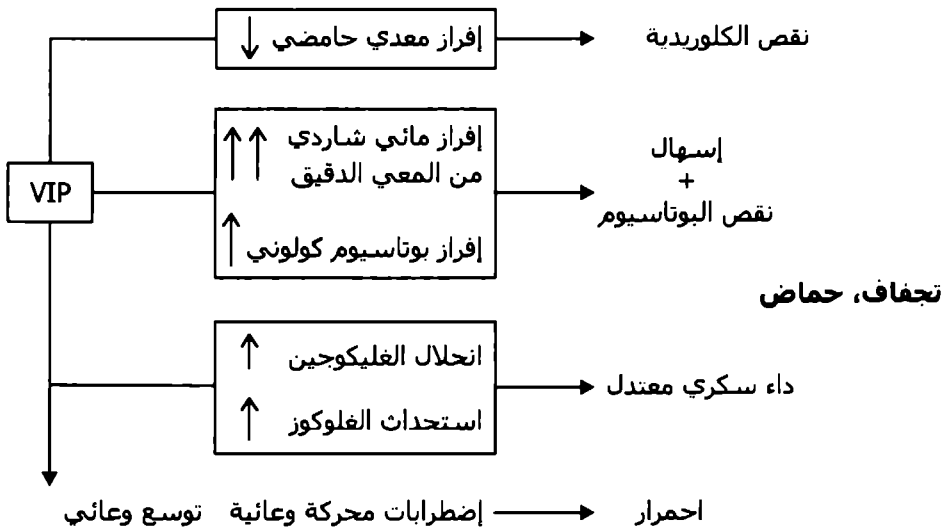 إفراز معدي حامضي
نقص الكلوريدية
إفراز مائي شاردي
من المعي الدقيق
إفراز بوتاسيوم كولوني
إسهال
+
نقص البوتاسيوم
VIP
تجفاف، حماض
انحلال الغليكوجين
استحداث الغلوكوز
داء سكري معتدل
إضطرابات محركة وعائية توسع وعائي
احمرار